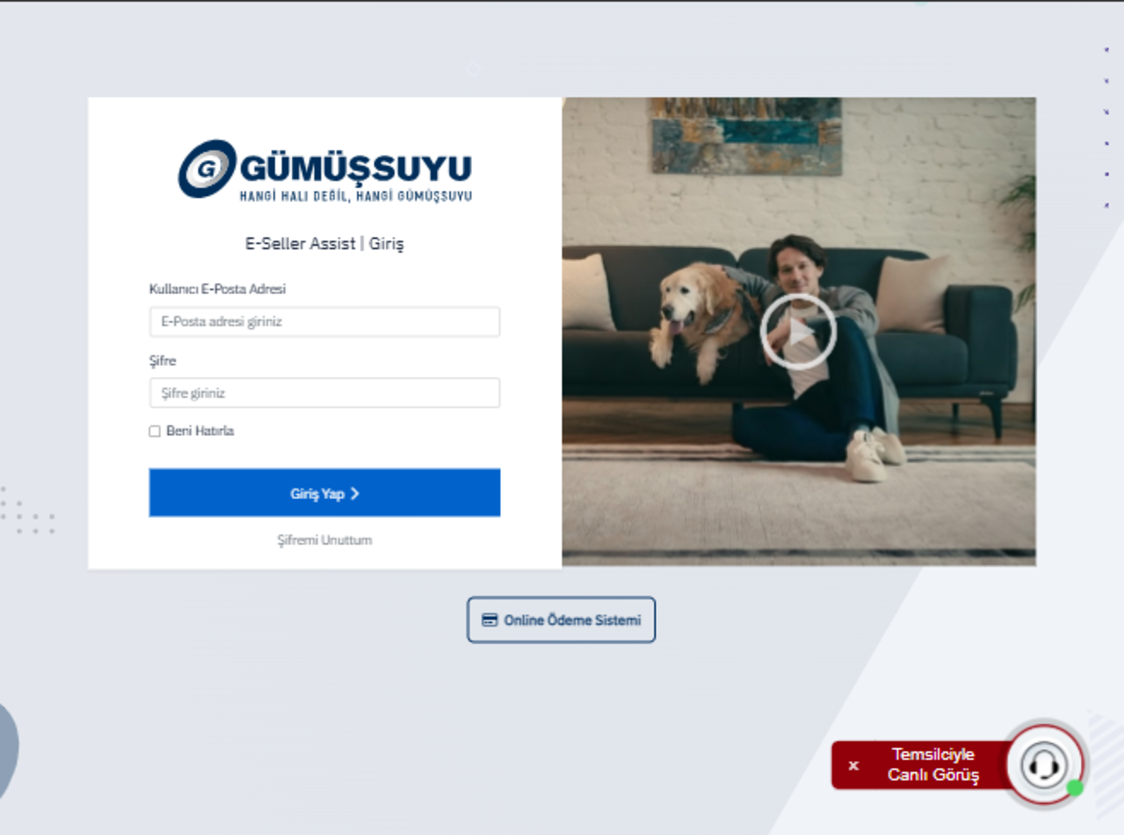 G GÜMÜŞSUYU
HANGİ HALI DEĞİL, HANGİ GÜMÜŞSUYU
E-Seller Assist | Giriş
Kullanıcı E-Posta Adresi
E-Posta adresi giriniz
Şifre
Şifre giriniz
Beni Hatırla
Giriş Yap
Şifremi Unuttum
Online Ödeme Sistemi
x
Temsilciyle
Canlı Görüş